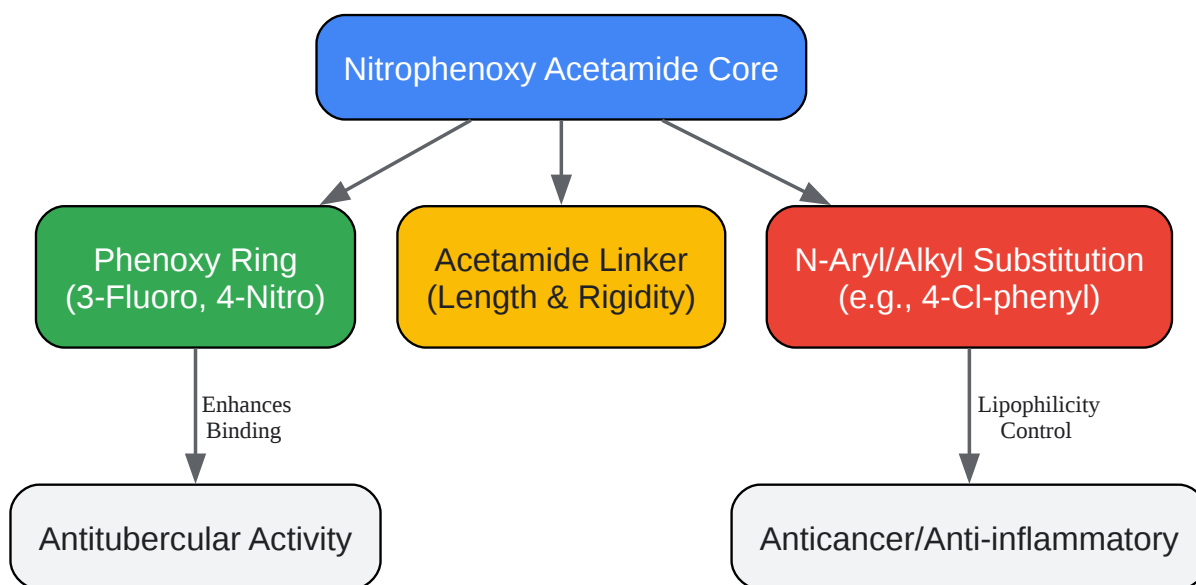 Nitrophenoxy Acetamide Core
Phenoxy Ring
(3-Fluoro, 4-Nitro)
Acetamide Linker
(Length & Rigidity)
N-Aryl/Alkyl Substitution
(e.g., 4-Cl-phenyl)
Enhances
Binding
Lipophilicity
Control
Antitubercular Activity
Anticancer/Anti-inflammatory